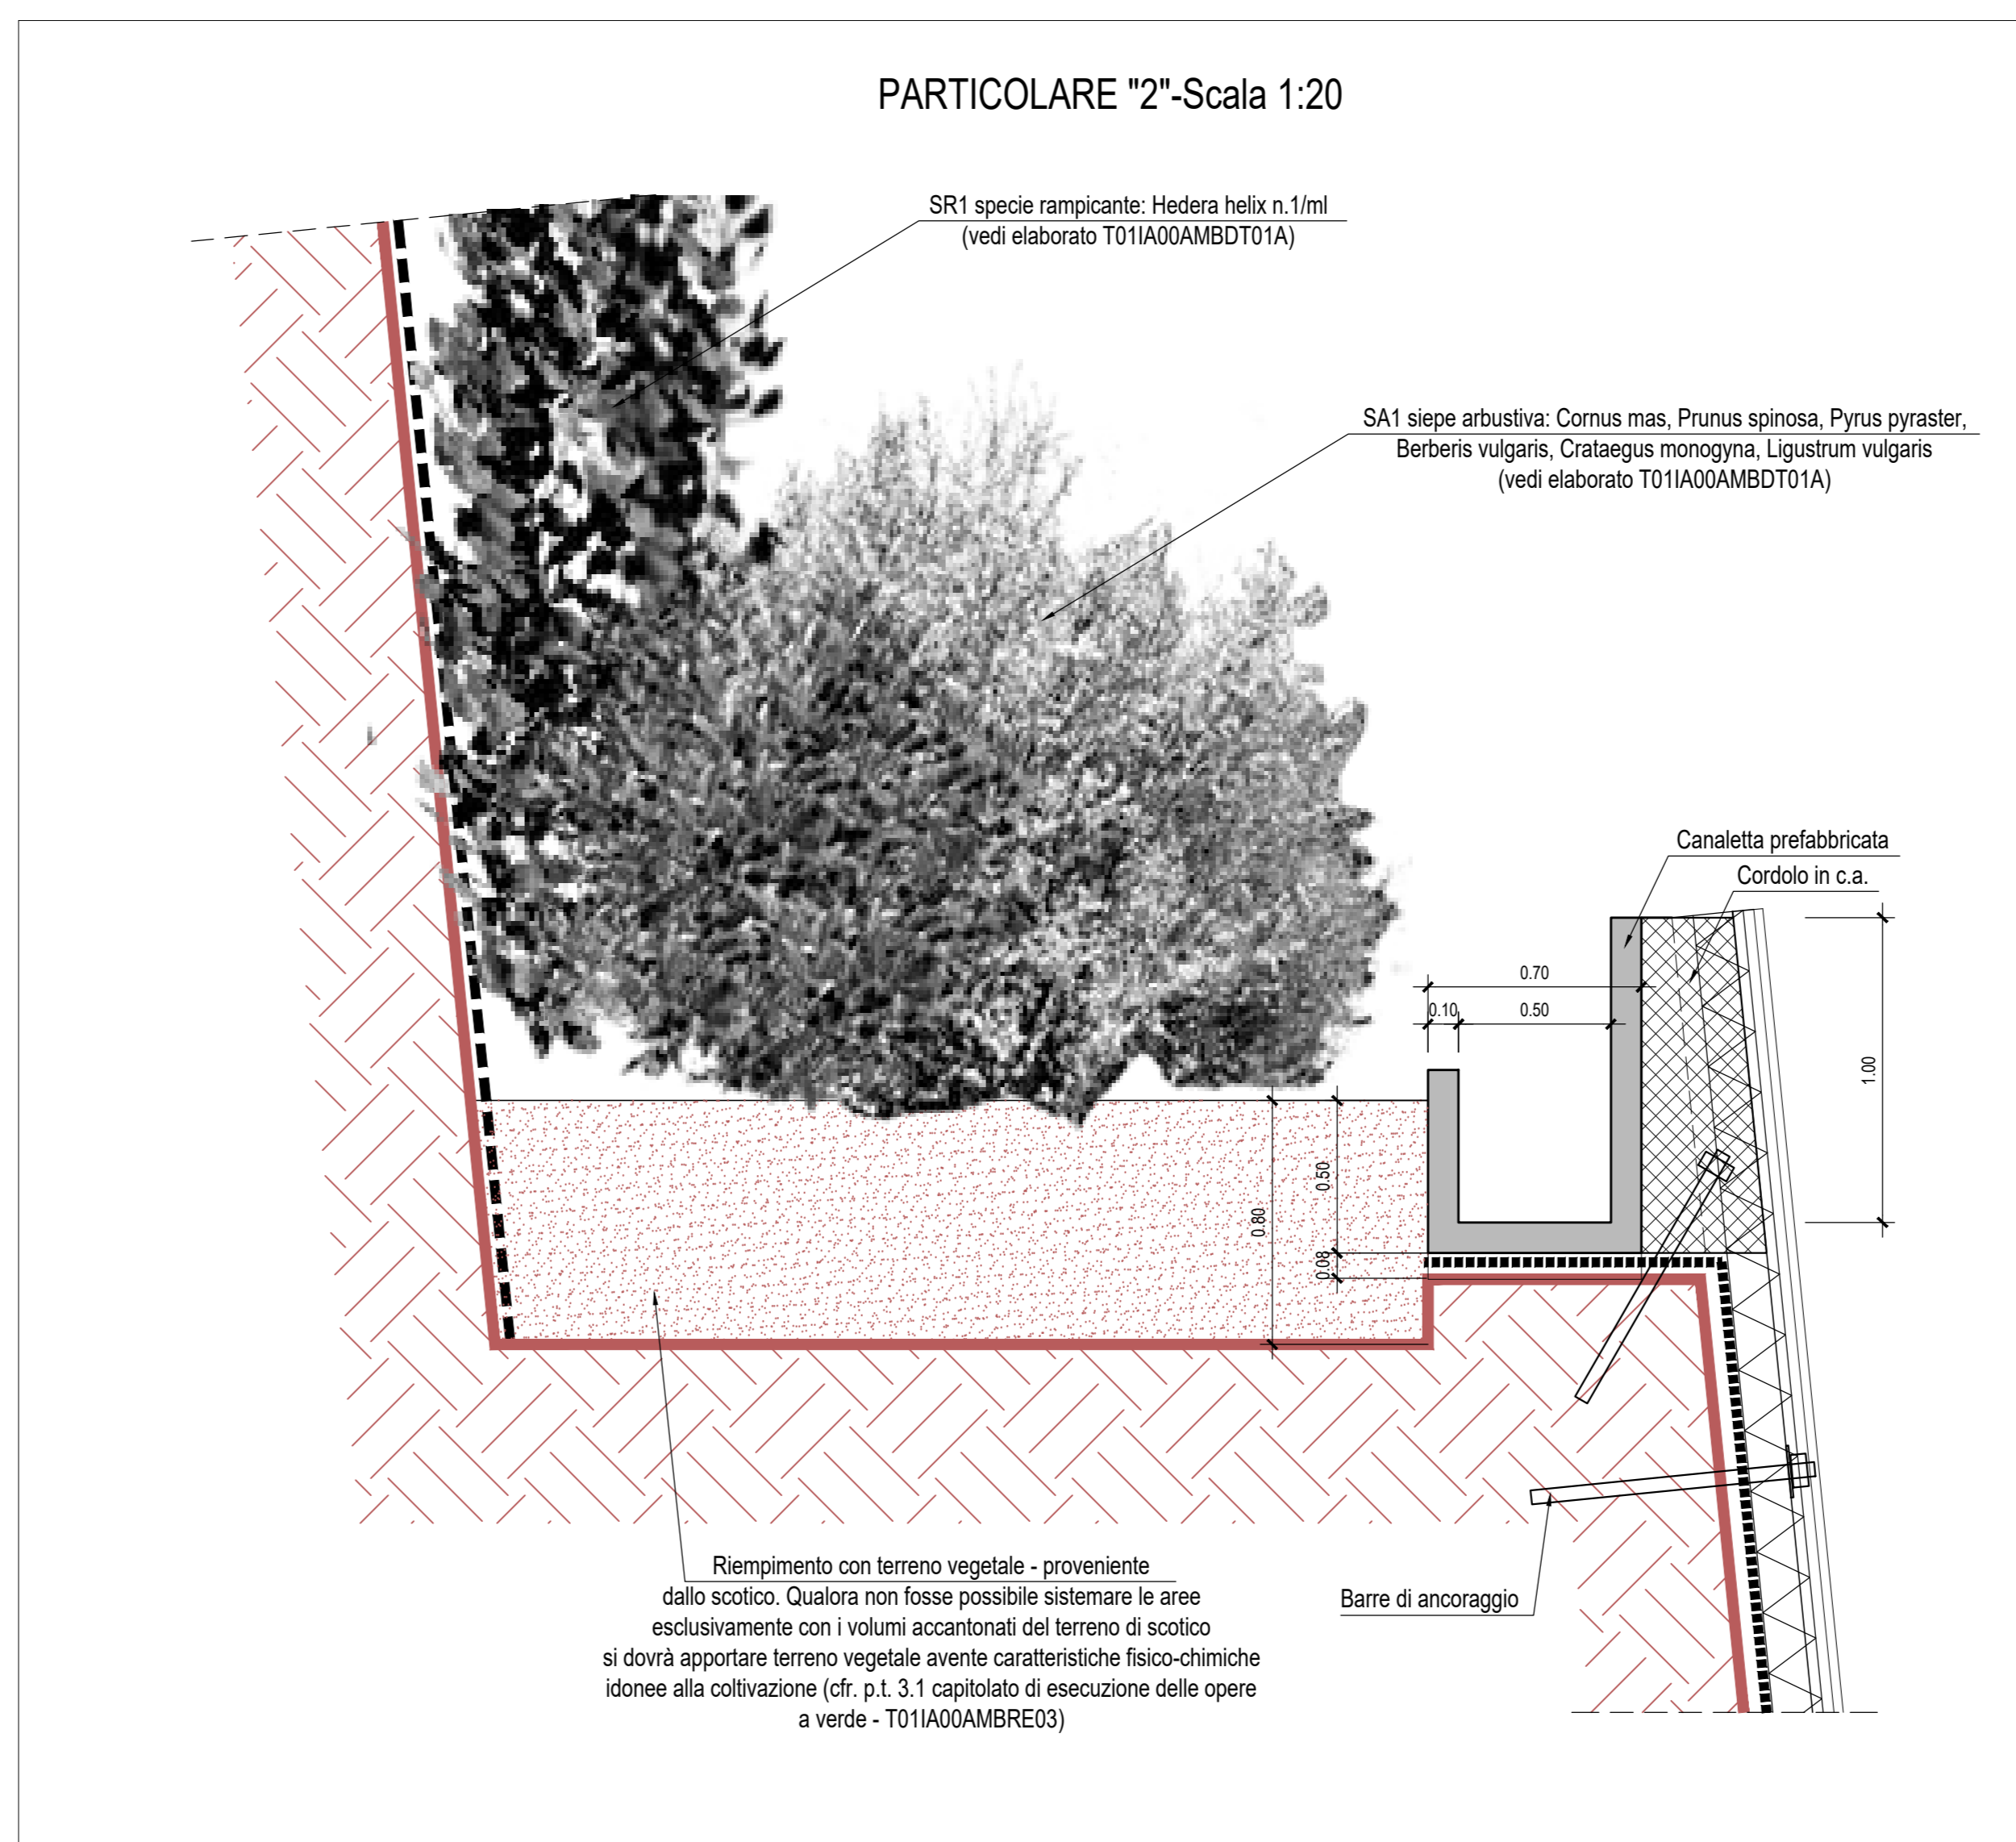 PARTICOLARE "2"-Scala 1:20
SR1 specie rampicante: Hedera helix n.1/ml
(vedi elaborato T01IA00AMBDT01A)
SA1 siepe arbustiva: Cornus mas, Prunus spinosa, Pyrus pyraster,
Berberis vulgaris, Crataegus monogyna, Ligustrum vulgaris
(vedi elaborato T01IA00AMBDT01A)
Canaletta prefabbricata
Cordolo in c.a.
0.70
0.10
0.50
1.00
0.50
0.80
0.08
Riempimento con terreno vegetale - proveniente
dallo scotico. Qualora non fosse possibile sistemare le aree
esclusivamente con i volumi accantonati del terreno di scotico
si dovrà apportare terreno vegetale avente caratteristiche fisico-chimiche
idonee alla coltivazione (cfr. p.t. 3.1 capitolato di esecuzione delle opere
a verde - T01IA00AMBRE03)
Barre di ancoraggio